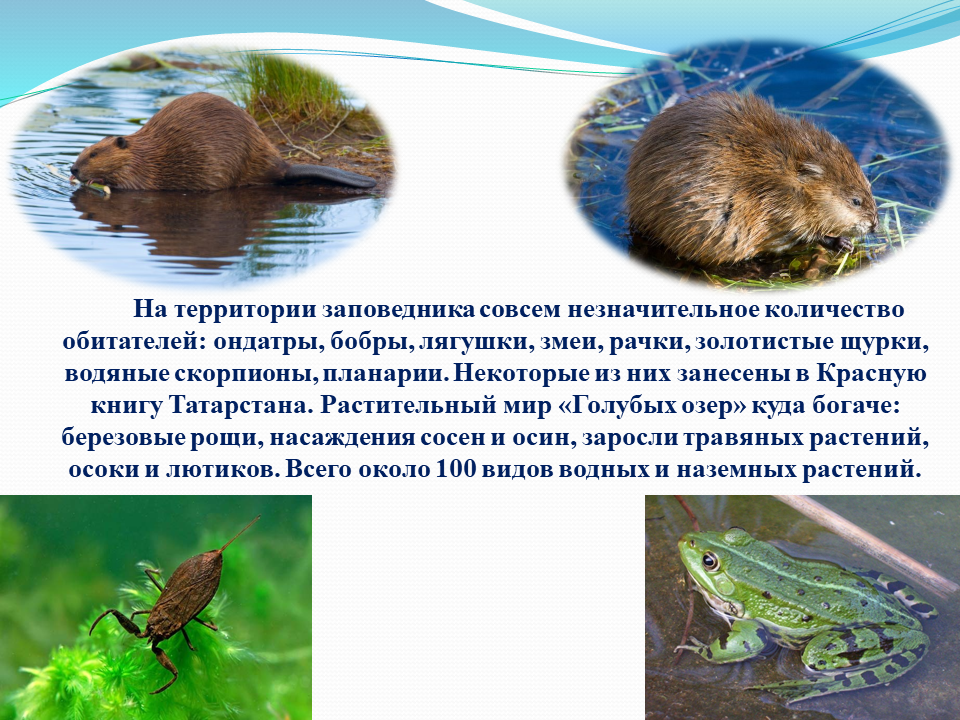 На территории заповедника совсем незначительное количество
обитателей: ондатры, бобры, лягушки, змеи, рачки, золотистые щурки,
водяные скорпионы, планарии. Некоторые из них занесены в Красную
книгу Татарстана. Растительный мир «Голубых озер» куда богаче:
березовые рощи, насаждения сосен и осин, заросли травяных растений,
осоки и лютиков. Всего около 100 видов водных и наземных растений.